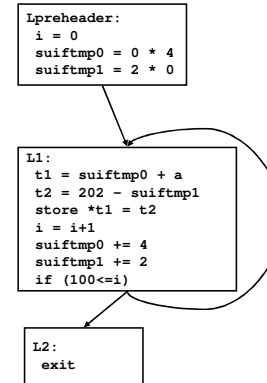 Lpreheader:
i = 0
suiftmp0 = 0 * 4
suiftmp1 = 2 * 0
L1:
t1 = suiftmp0 + a
t2 = 202 - suiftmp1
store *t1 = t2
i = i+1
suiftmp0 += 4
suiftmp1 += 2
if (100<=i)
L2:
exit